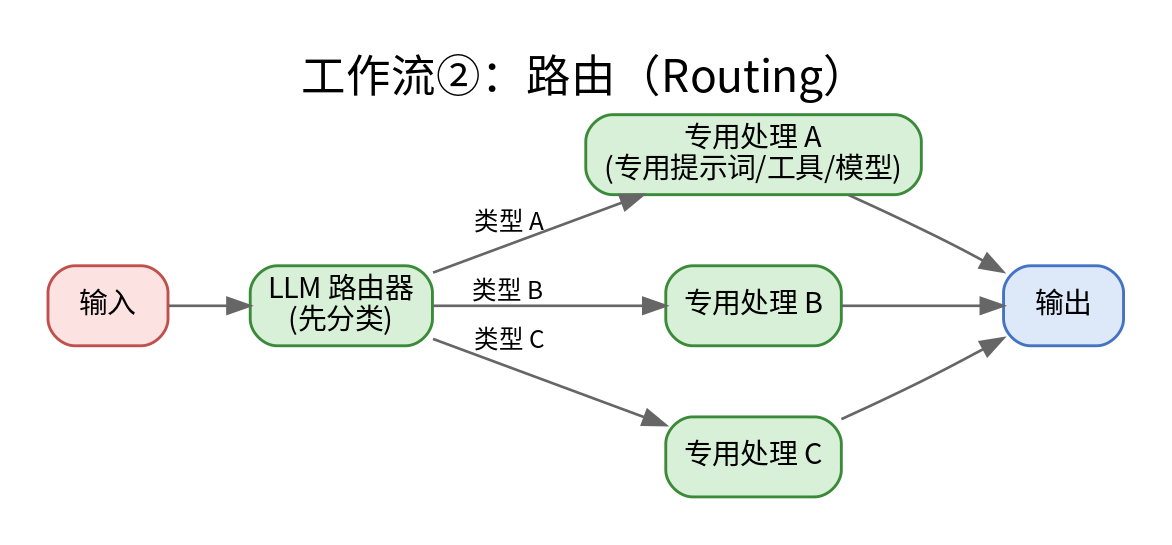 工作流②：路由（Routing）
专用处理 A
(专用提示词/工具/模型)
类型 A
输入
LLM 路由器
(先分类)
类型 B
专用处理 B
输出
类型 C
专用处理 C